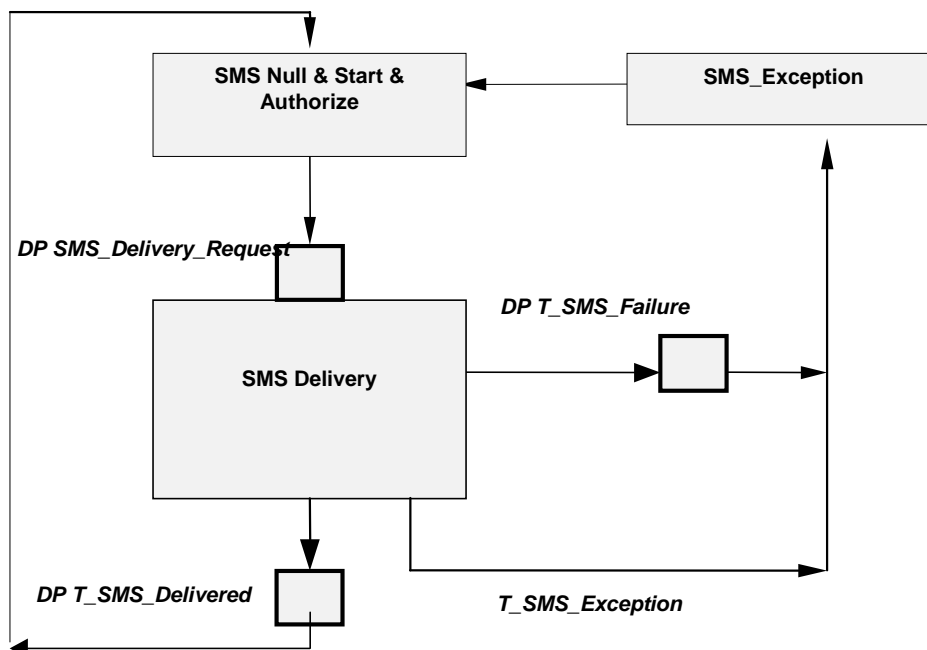 SMS Null & Start &
Authorize
SMS_Exception
DP SMS_Delivery_Request
DP T_SMS_Failure
SMS Delivery
DP T_SMS_Delivered
T_SMS_Exception